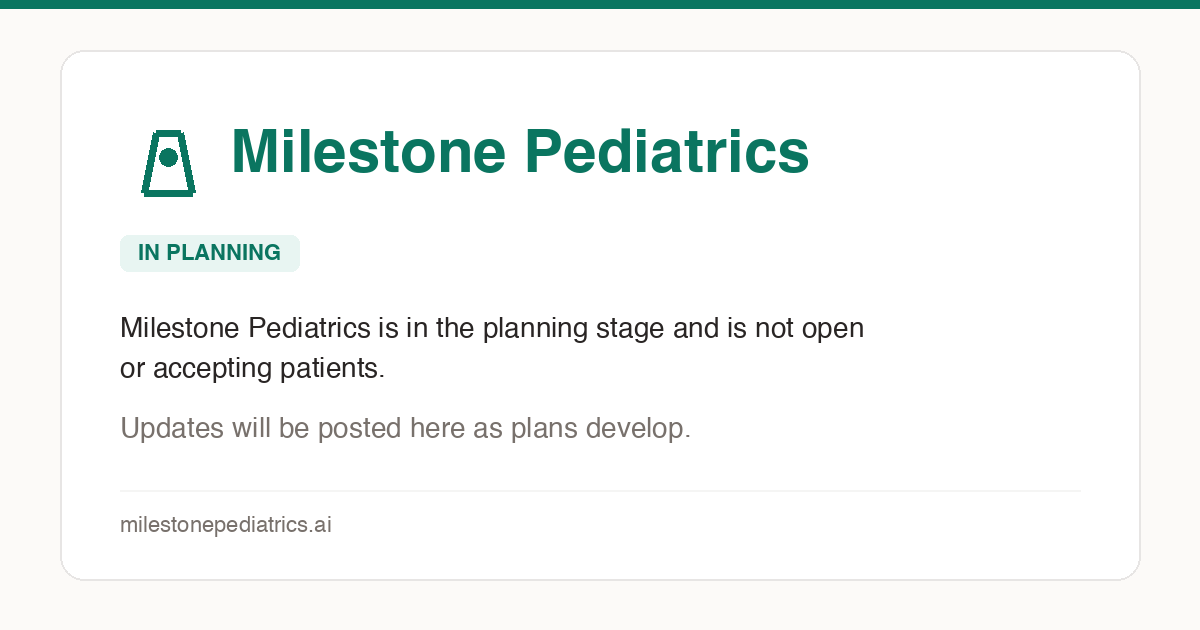 Milestone Pediatrics
IN PLANNING
Milestone Pediatrics is in the planning stage and is not open
or accepting patients.
Updates will be posted here as plans develop.
milestonepediatrics.ai